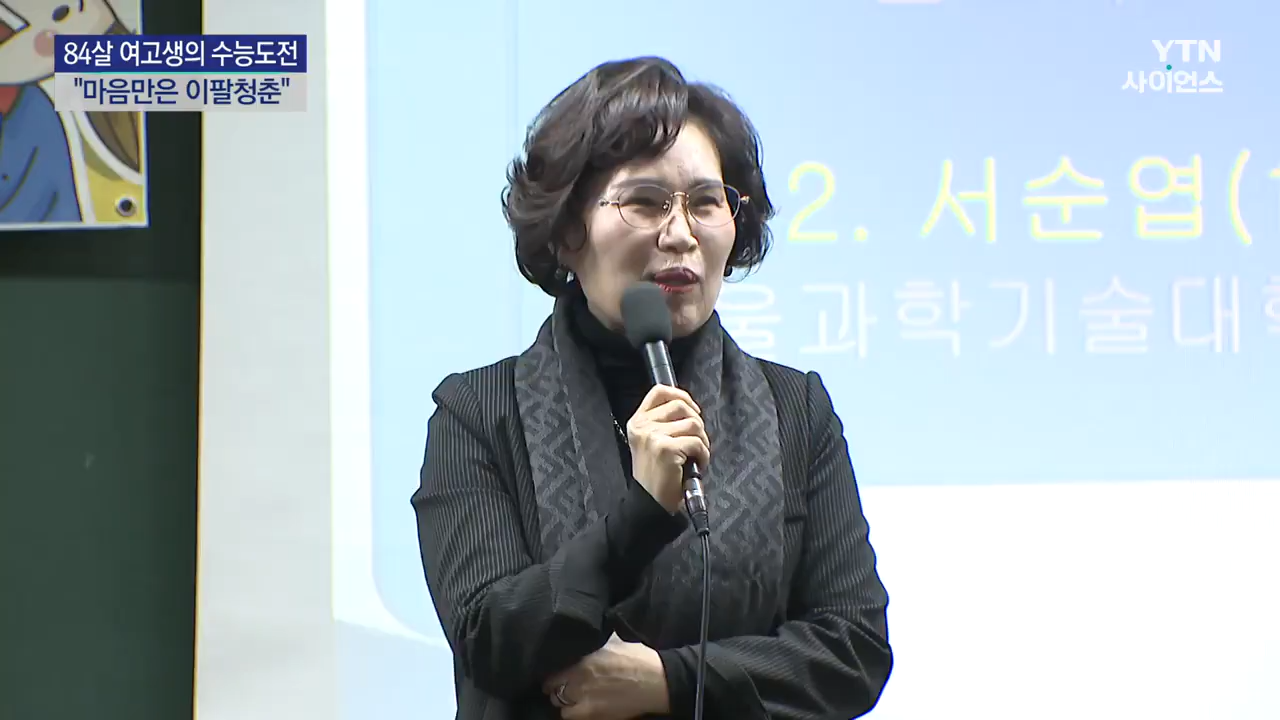 84살 여고생의 수능도전
"마음만은 이팔청춘"
YTN
사이언스
2. 서순엽(
울과학기술대학